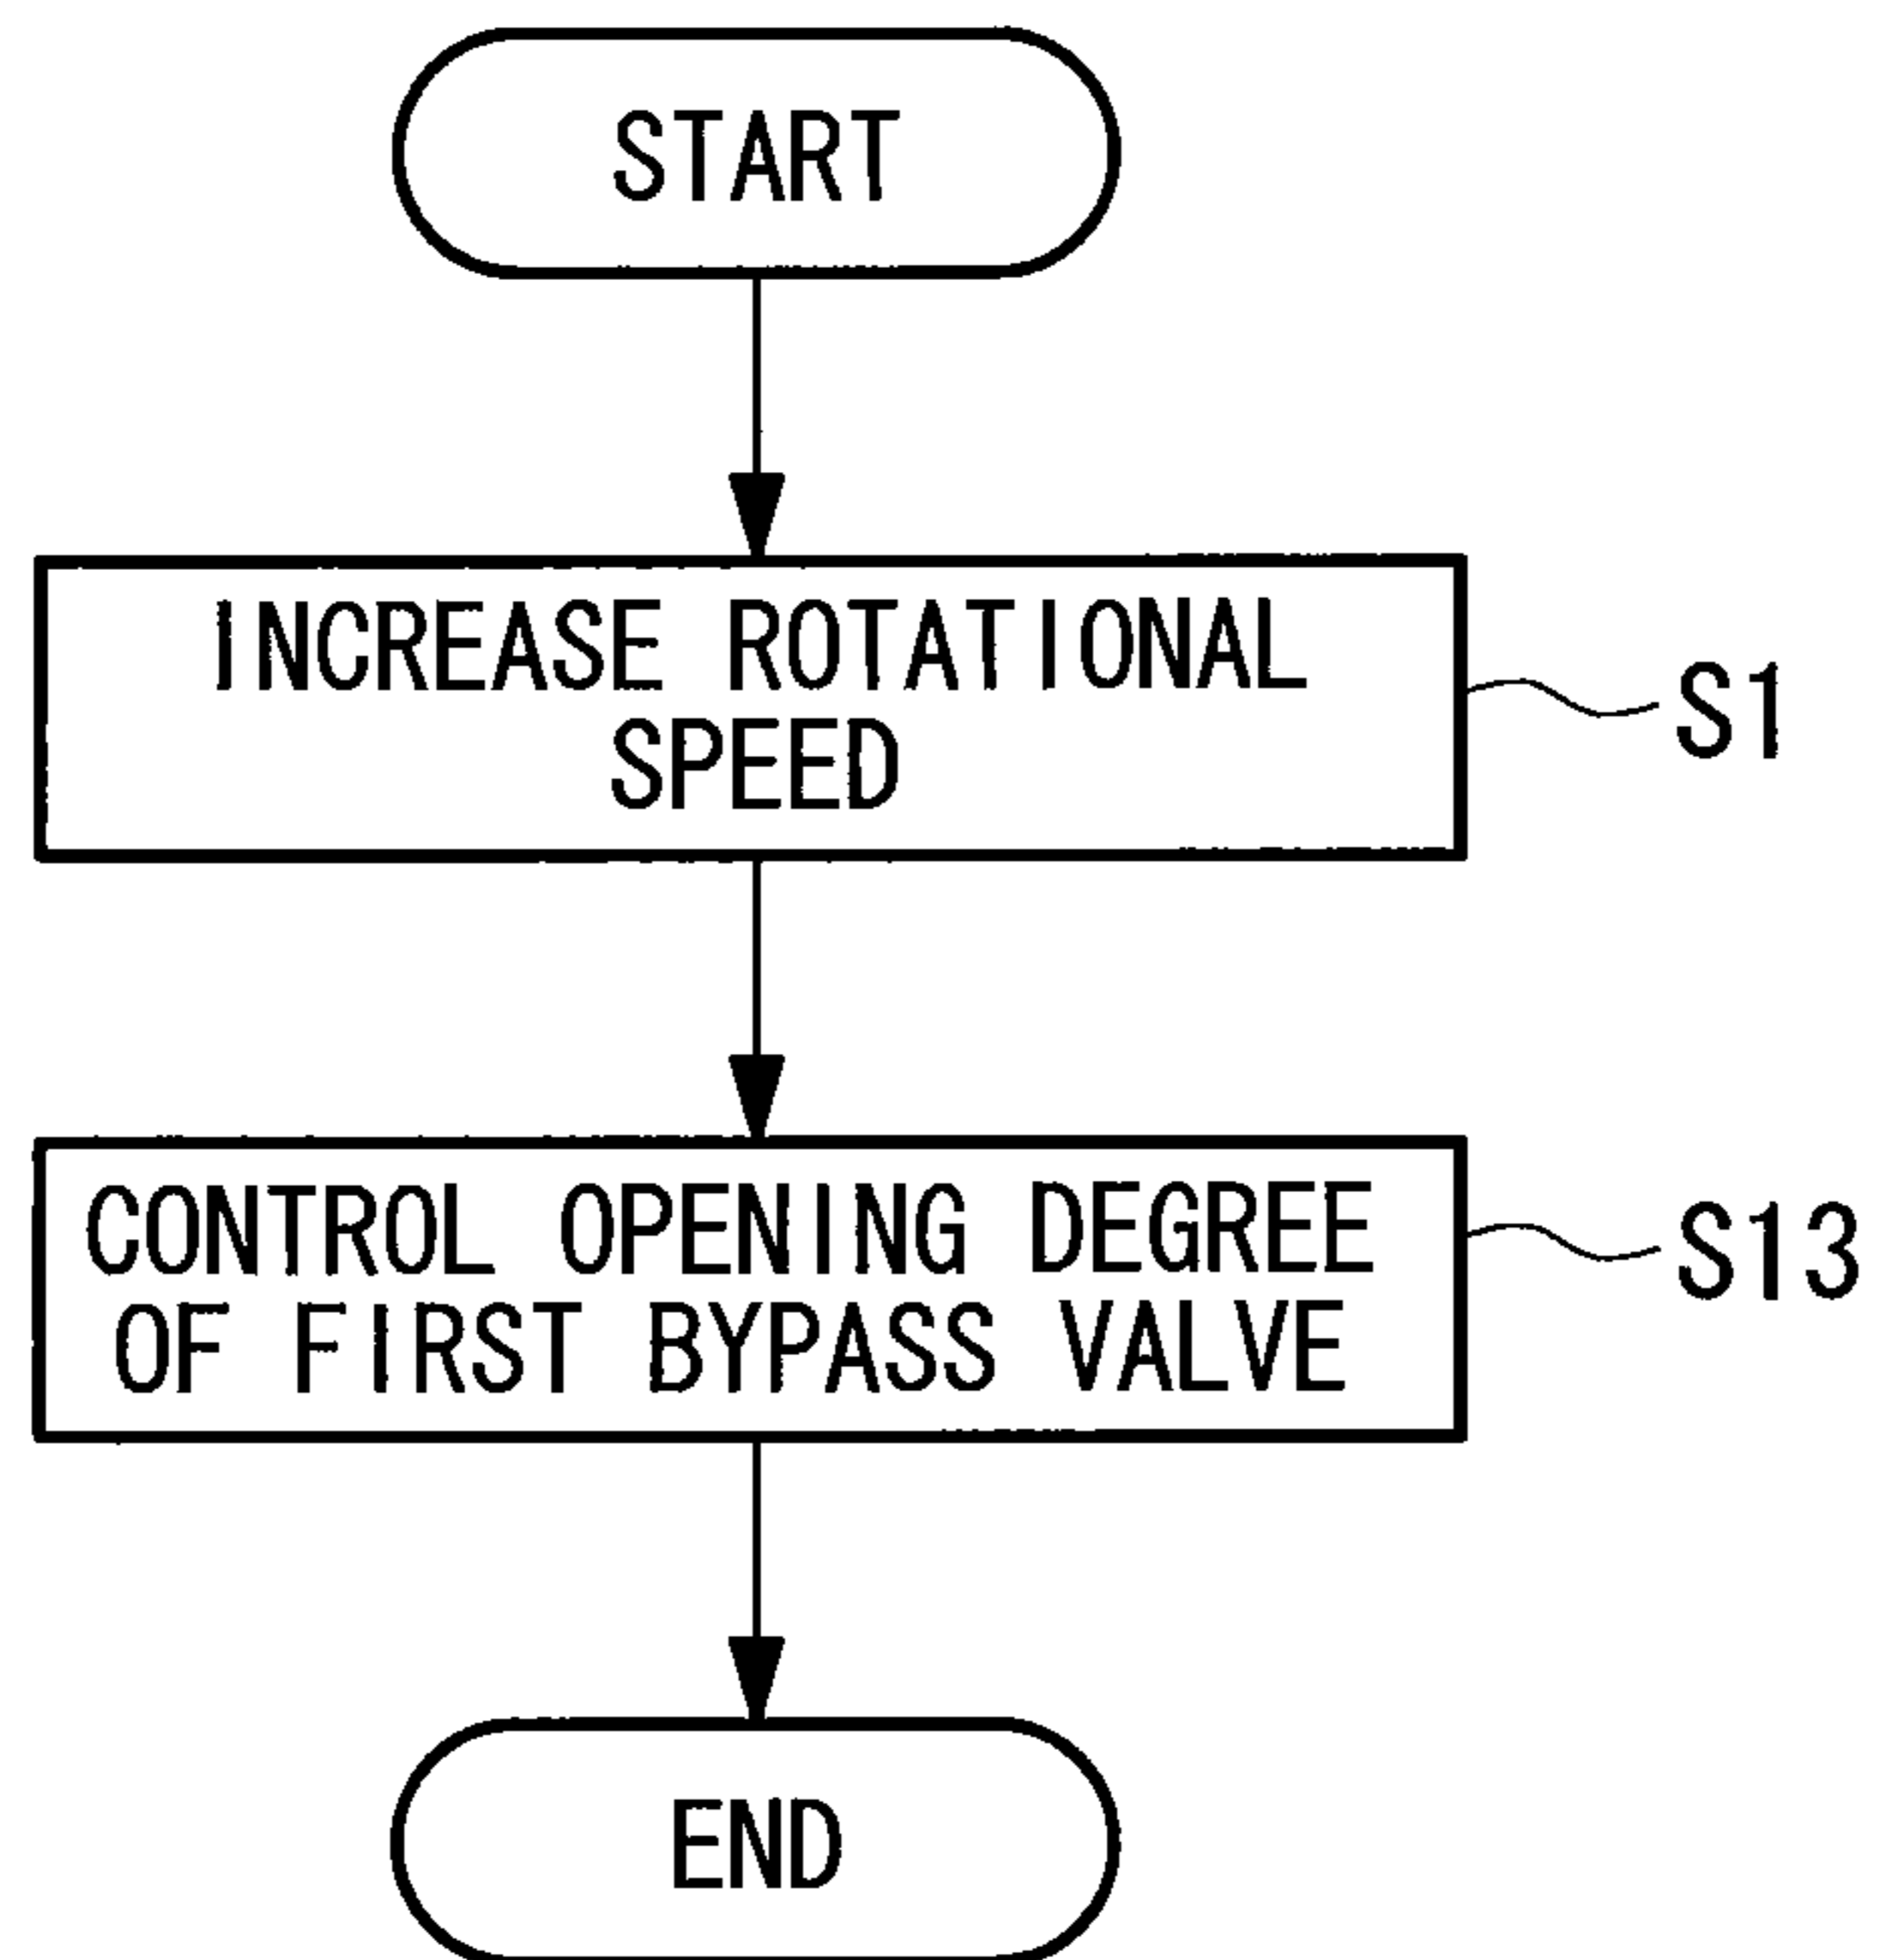 START
INCREASE ROTATIONAL
SPEED
S1
CONTROL OPENING DEGREE
OF FIRST BYPASS VALVE
S13
END